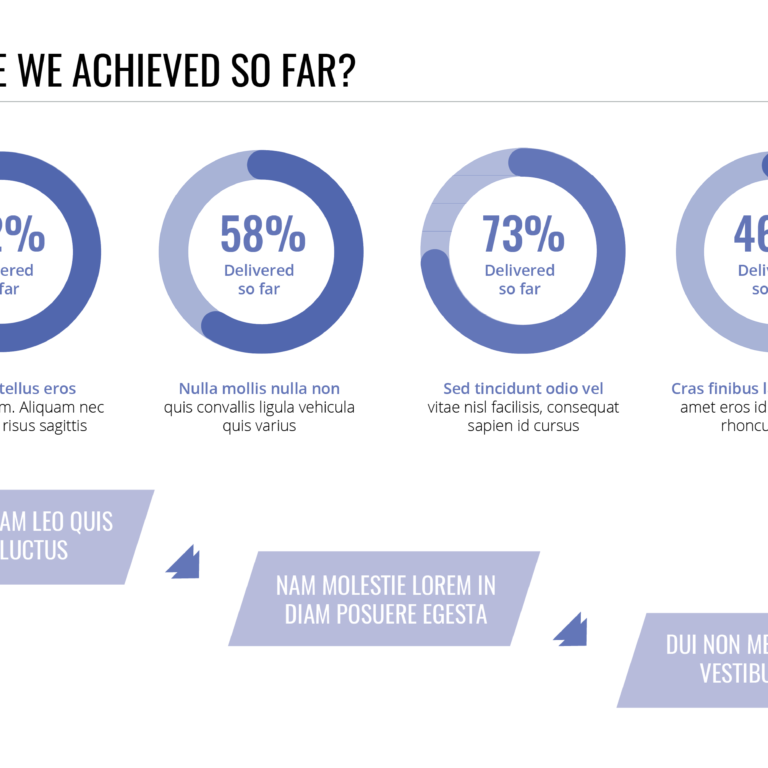 WE ACHIEVED SO FAR?
2%
58%
73%
46
ered
far
Delivered
so far
Delivered
so far
Deli
so
tellus eros
m. Aliquam nec
risus sagittis
Nulla mollis nulla non
quis convallis ligula vehicula
quis varius
Sed tincidunt odio vel
vitae nisl facilisis, consequat
sapien id cursus
Cras finibus l
amet eros id
rhoncu
AM LEO QUIS
LUCTUS
NAM MOLESTIE LOREM IN
DIAM POSUERE EGESTA
DUI NON ME
VESTIBU